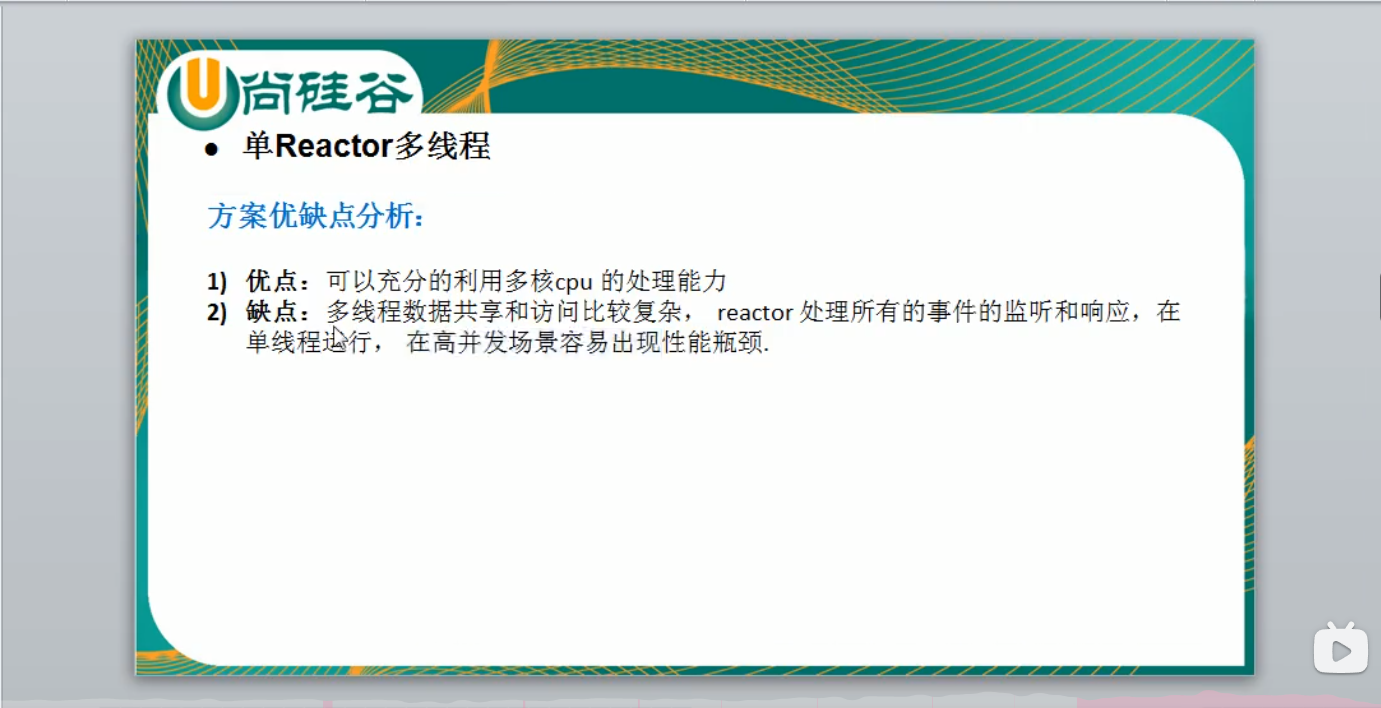 尚硅谷
● 单Reactor多线程
方案优缺点分析:
1) 优点：可以充分的利用多核cpu 的处理能力
2) 缺点：多线程数据共享和访问比较复杂， reactor 处理所有的事件的监听和响应，在
单线程运行， 在高并发场景容易出现性能瓶颈.